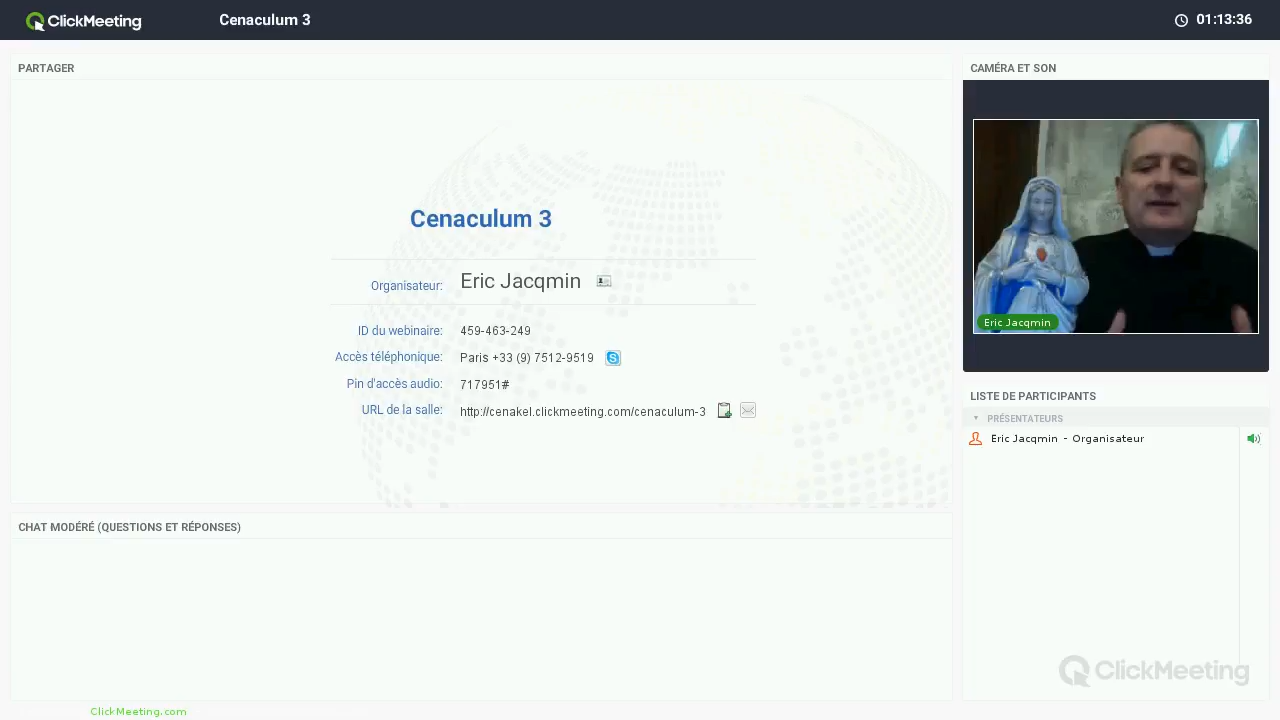 ClickMeeting
Cenaculum 3
01:13:36
PARTAGER
Cenaculum 3
Organisateur: Eric Jacqmin
ID du webinaire: 459-463-249
Accès téléphonique: Paris +33 (9) 7512-9519
Pin d'accès audio: 717951#
URL de la salle: http://cenakel.clickmeeting.com/cenaculum-3
CHAT MODÉRÉ (QUESTIONS ET RÉPONSES)
CAMÉRA ET SON
Eric Jacqmin
LISTE DE PARTICIPANTS
PRÉSENTATEURS
Eric Jacqmin - Organisateur
ClickMeeting
ClickMeeting.com